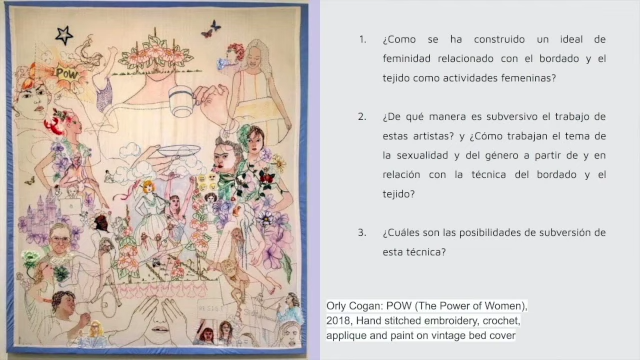 POW
1. ¿Como se ha construido un ideal de
feminidad relacionado con el bordado y el
tejido como actividades femeninas?
2. ¿De qué manera es subversivo el trabajo de
estas artistas? y ¿Cómo trabajan el tema de
la sexualidad y del género a partir de y en
relación con la técnica del bordado y el
tejido?
3. ¿Cuáles son las posibilidades de subversión de
esta técnica?
Orly Cogan: POW (The Power of Women),
2018, Hand stitched embroidery, crochet,
applique and paint on vintage bed cover